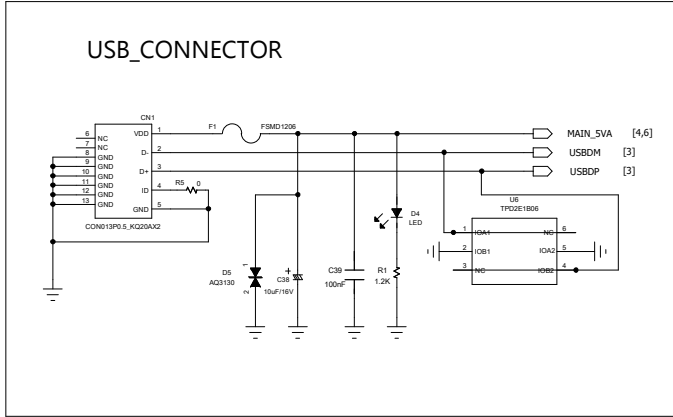 USB_CONNECTOR
CN1
F1 FSMD1206
6 NC VDD 1
7 NC
8 GND D- 2
9 GND
10 GND D+ 3
11 GND
12 GND ID 4
13 GND
GND 5
CON013P0.5_KQ20AX2
R5 0
MAIN_5VA [4,6]
USBDM [3]
USBDP [3]
U6
TPD2E1B06
1 IOA1 NC 6
2 IOB1 IOA2 5
3 NC IOB2 4
D4
LED
D5
AQ3130
1
2
+
C38
10uF/16V
C39
100nF
R1
1.2K